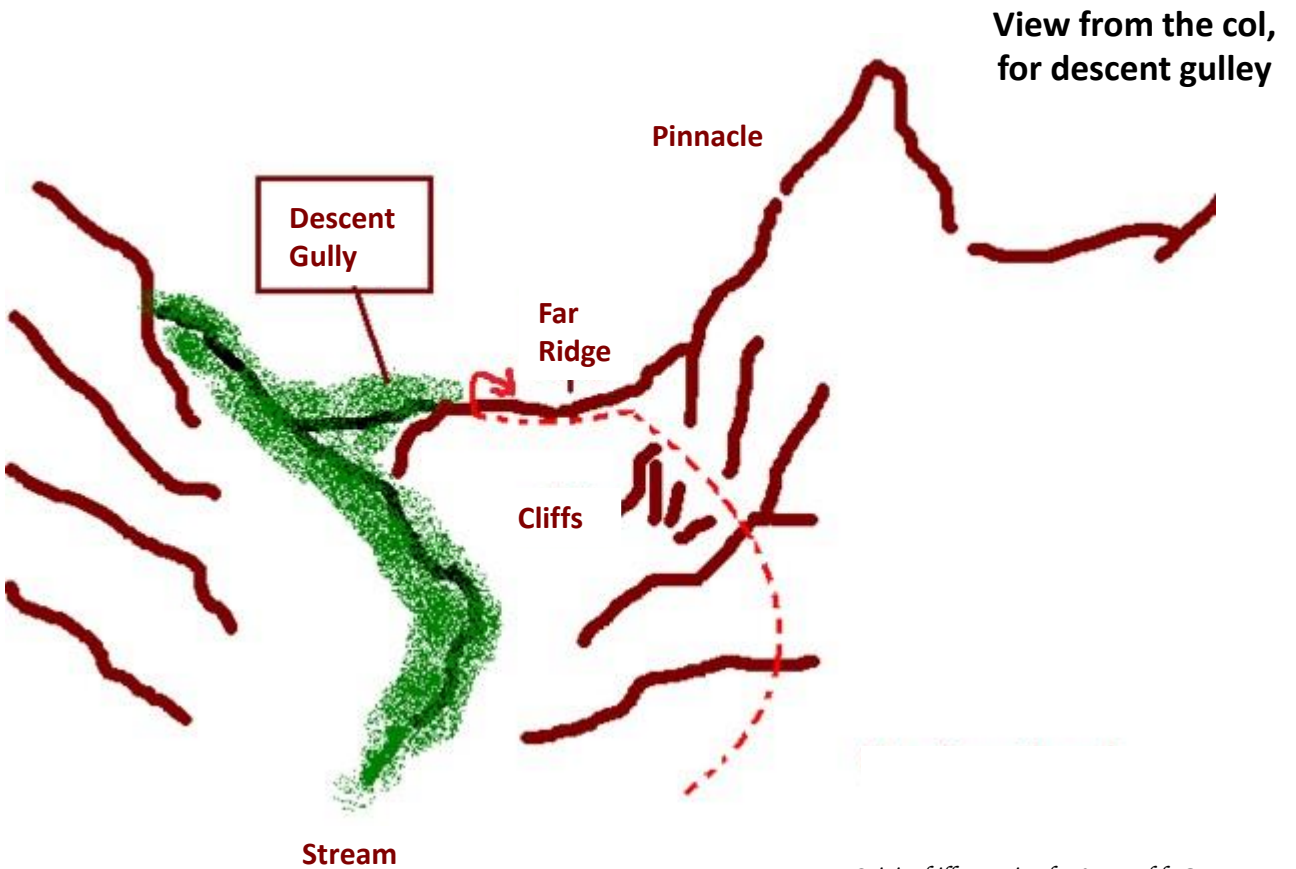 View from the col,
for descent gulley
Pinnacle
Descent
Gully
Far
Ridge
Cliffs
Stream